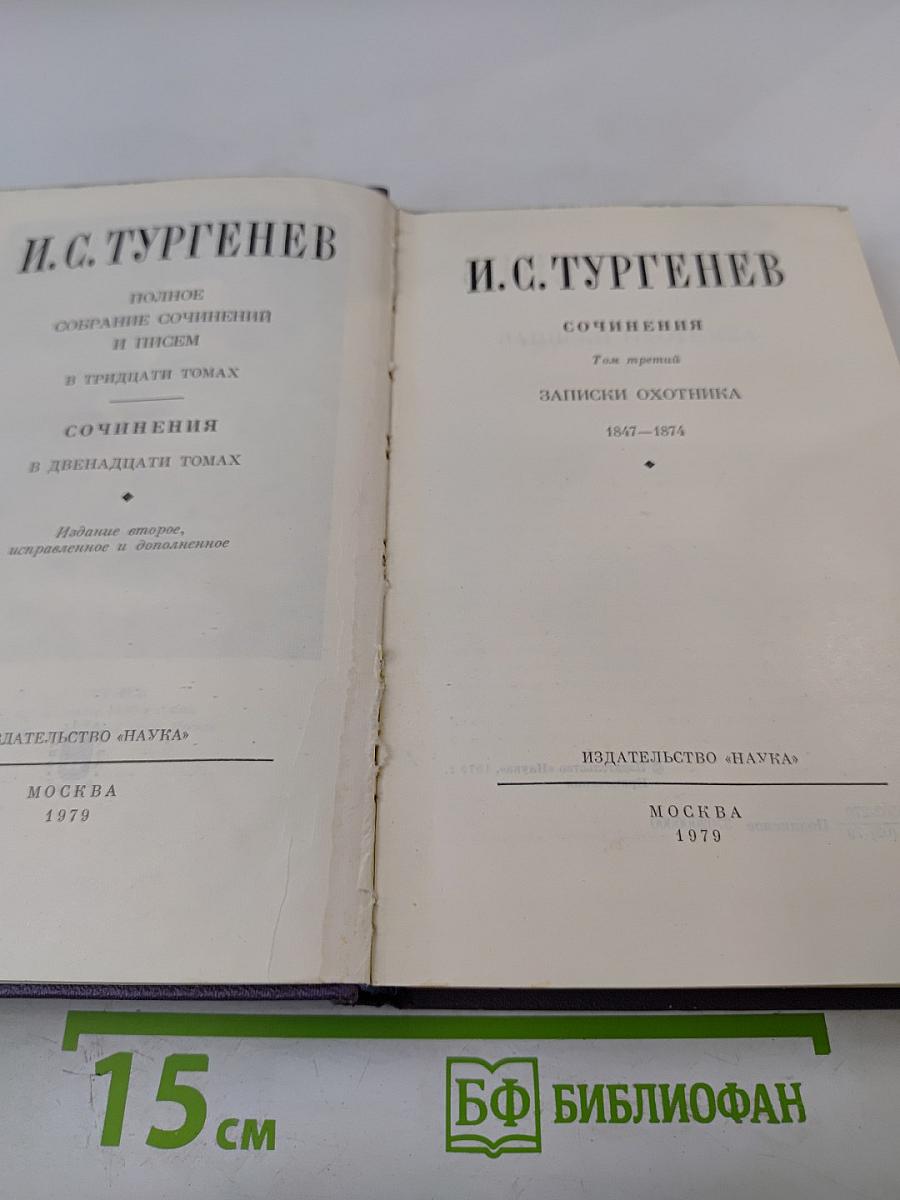 И.С.ТУРГЕНЕВ
ПОЛНОЕ
СОБРАНИЕ СОЧИНЕНИЙ
И ПИСЕМ
В ТРИДЦАТИ ТОМАХ
СОЧИНЕНИЯ
В ДВЕНАДЦАТИ ТОМАХ
Издание второе,
исправленное и дополненное
ЗДАТЕЛЬСТВО «НАУКА»
МОСКВА
1979
И.С.ТУРГЕНЕВ
СОЧИНЕНИЯ
Том третий
ЗАПИСКИ ОХОТНИКА
1847—1874
ИЗДАТЕЛЬСТВО «НАУКА»
МОСКВА
1979
15 см
БФ БИБЛИОФАН